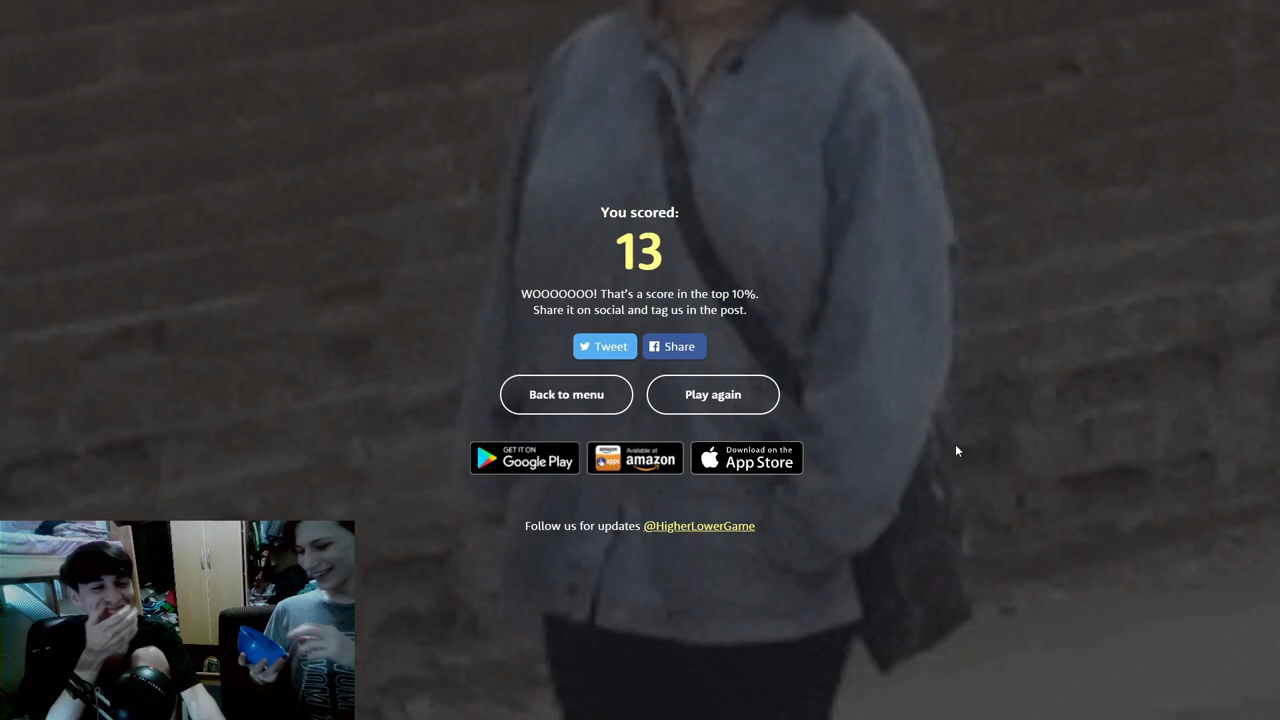 You scored:
13
WOOOOOOO! That's a score in the top 10%.
Share it on social and tag us in the post.
Tweet
Share
Back to menu
Play again
GET IT ON
Google Play
amazon
apps
Available at
amazon
Download on the
App Store
Follow us for updates @HigherLowerGame